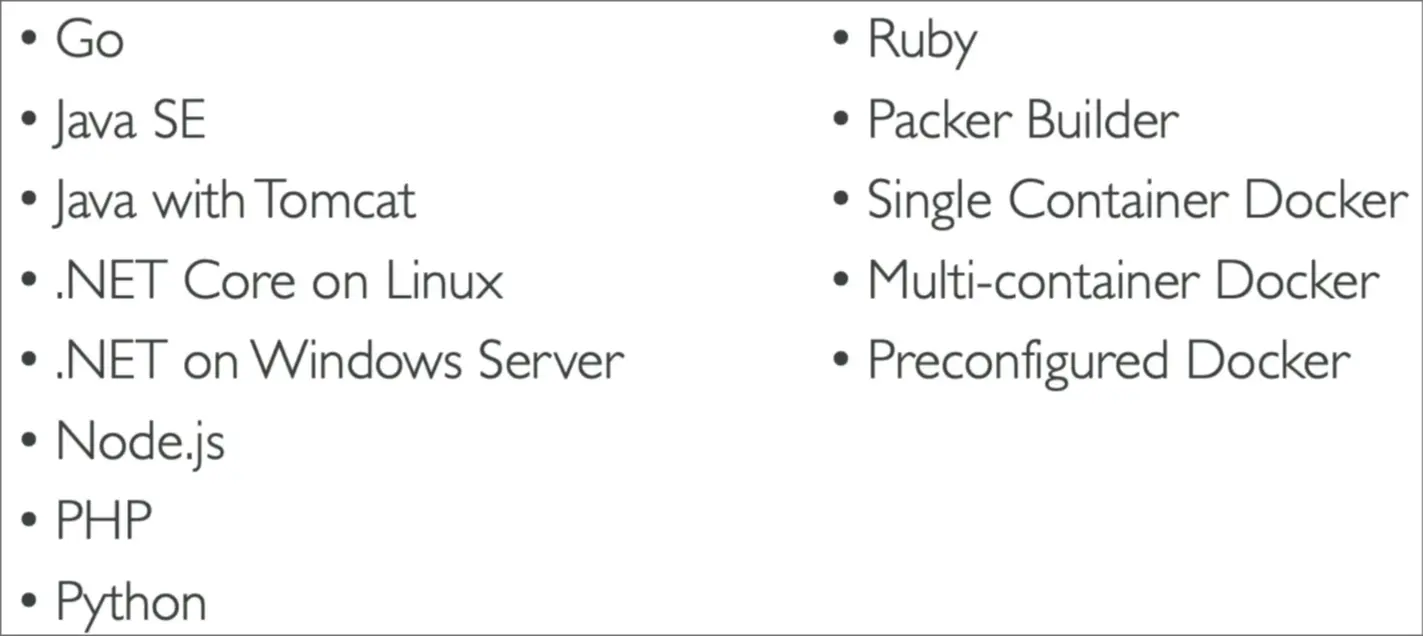 • Go
• Java SE
• Java with Tomcat
• .NET Core on Linux
• .NET on Windows Server
• Node.js
• PHP
• Python
• Ruby
• Packer Builder
• Single Container Docker
• Multi-container Docker
• Preconfigured Docker